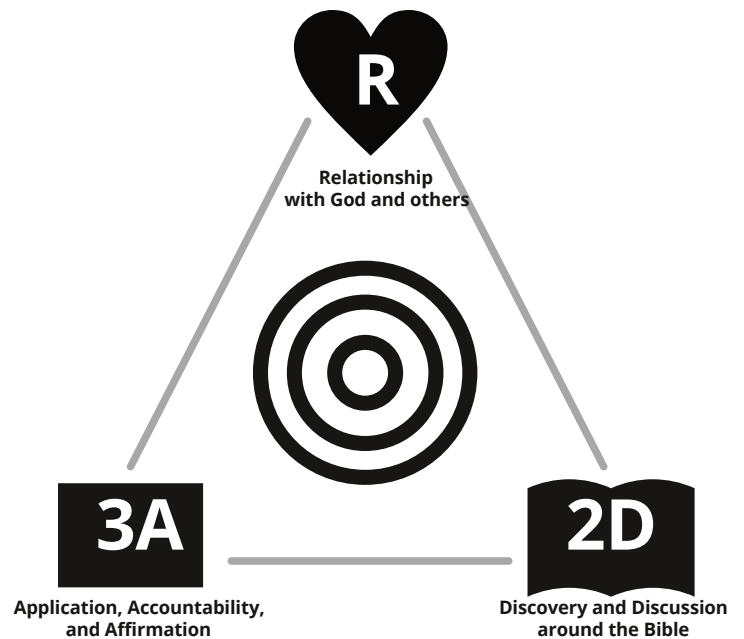 R
Relationship
with God and others
3A
Application, Accountability,
and Affirmation
2D
Discovery and Discussion
around the Bible